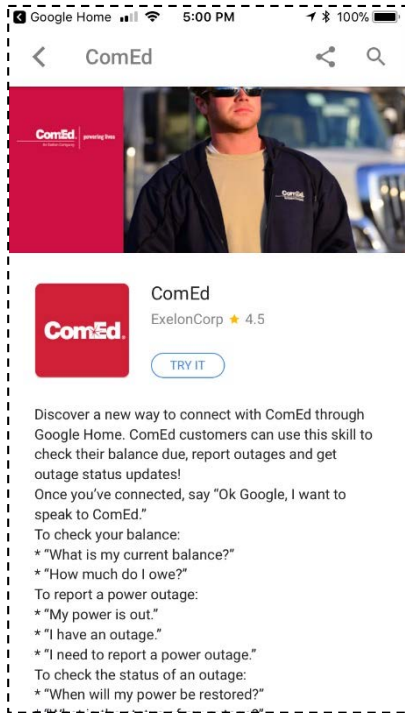 Google Home 5:00 PM 100%
ComEd
ComEd. powering lives
An Exelon Company
ComEd
ComEd.
ComEd
ExelonCorp ★ 4.5
TRY IT
Discover a new way to connect with ComEd through
Google Home. ComEd customers can use this skill to
check their balance due, report outages and get
outage status updates!
Once you’ve connected, say “Ok Google, I want to
speak to ComEd.”
To check your balance:
* “What is my current balance?”
* “How much do I owe?”
To report a power outage:
* “My power is out.”
* “I have an outage.”
* “I need to report a power outage.”
To check the status of an outage:
* “When will my power be restored?”